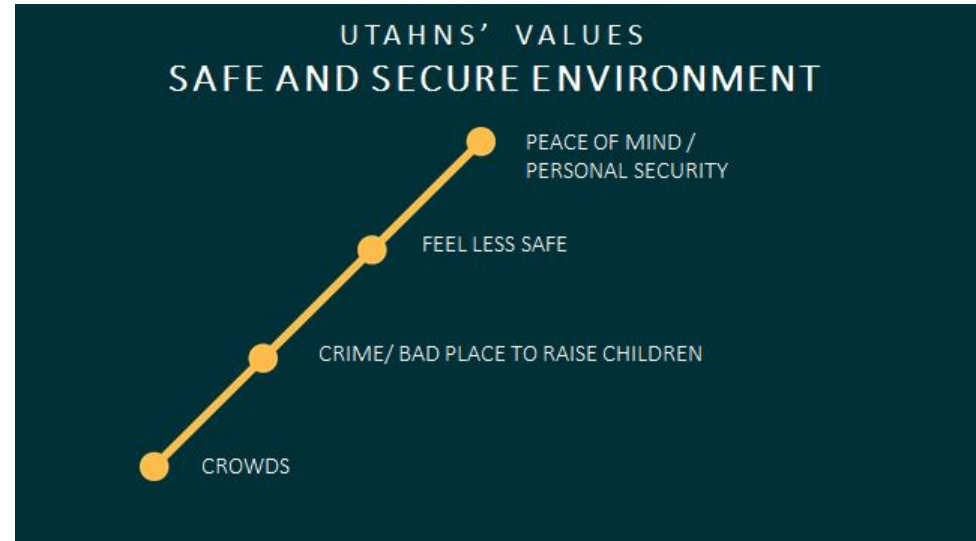 UTAHNS' VALUES
SAFE AND SECURE ENVIRONMENT
PEACE OF MIND /
PERSONAL SECURITY
FEEL LESS SAFE
CRIME/ BAD PLACE TO RAISE CHILDREN
CROWDS